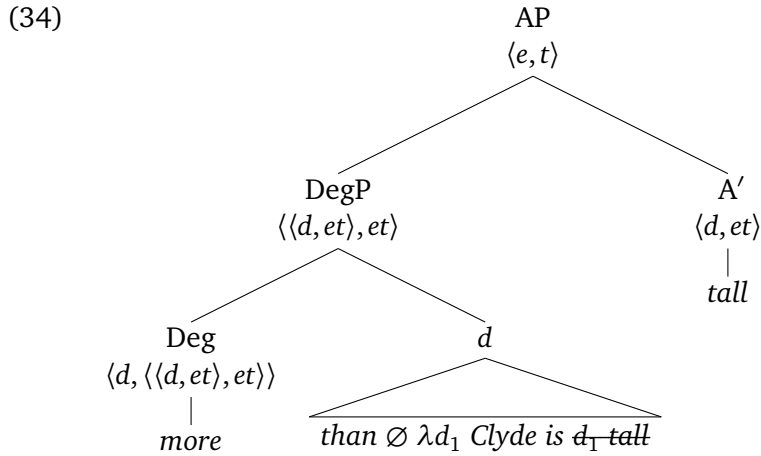 (34) AP
⟨e, t⟩
DegP A′
⟨⟨d, et⟩, et⟩ ⟨d, et⟩
tall
Deg d
⟨d, ⟨⟨d, et⟩, et⟩⟩
more than ∅ λd₁ Clyde is d₁ tall